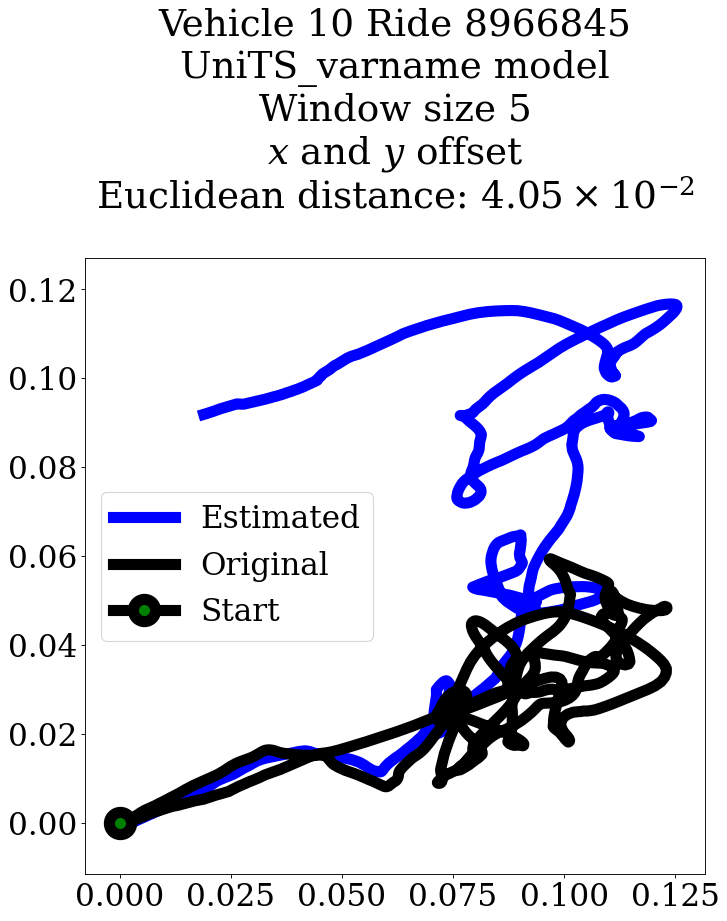 Vehicle 10 Ride 8966845
UniTS_varname model
Window size 5
x and y offset
Euclidean distance: 4.05 × 10⁻²
0.12
0.10
0.08
0.06
0.04
0.02
0.00
Estimated
Original
Start
0.000 0.025 0.050 0.075 0.100 0.125